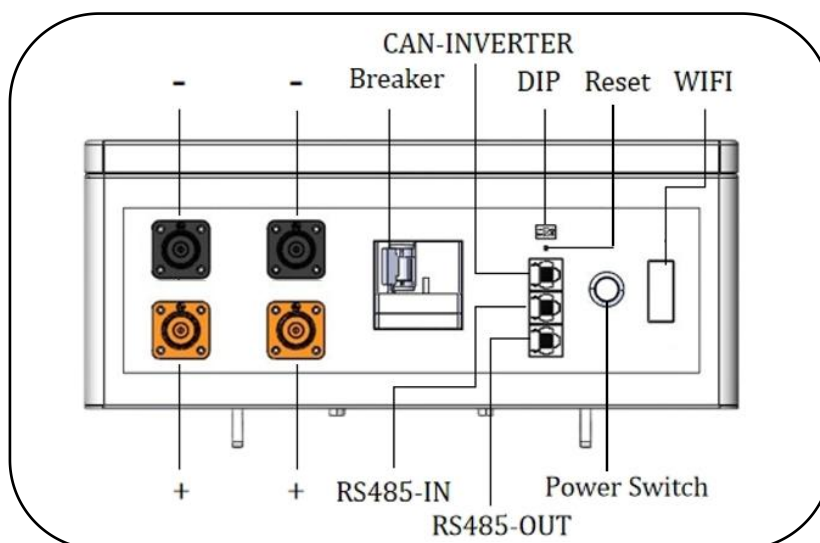 CAN-INVERTER
- - Breaker DIP Reset WIFI
+ + RS485-IN Power Switch
RS485-OUT